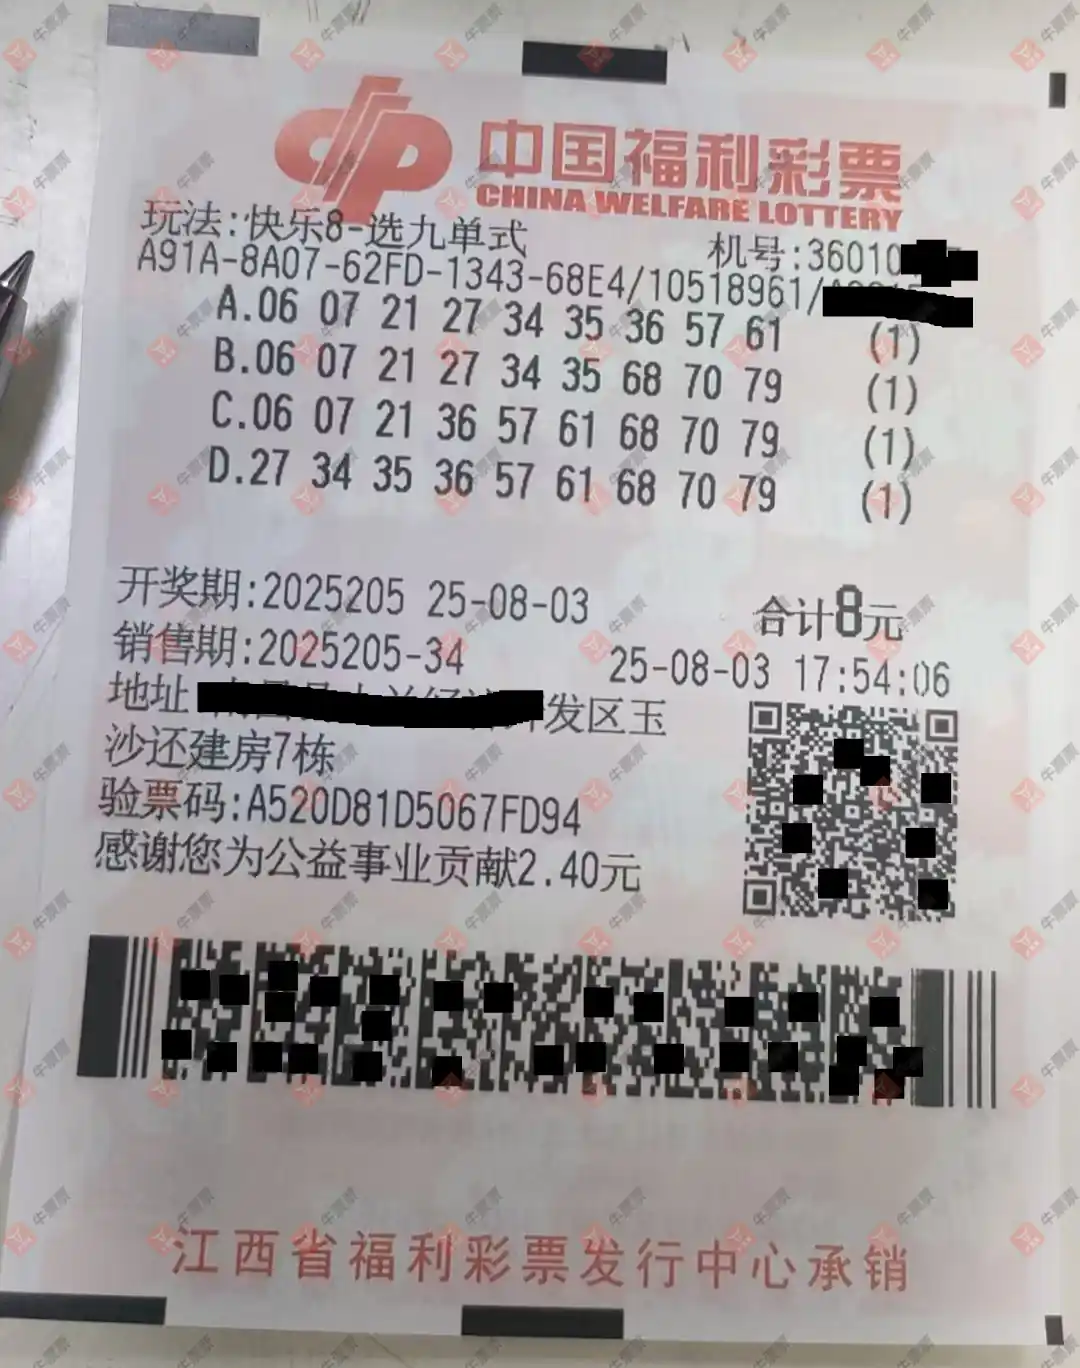 中国福利彩票
CHINA WELFARE LOTTERY
玩法:快乐8-选九单式
机号:36010
A91A-8A07-62FD-1343-68E4/10518961/
A.06 07 21 27 34 35 36 57 61 (1)
B.06 07 21 27 34 35 68 70 79 (1)
C.06 07 21 36 57 61 68 70 79 (1)
D.27 34 35 36 57 61 68 70 79 (1)
开奖期:2025205 25-08-03
合计8元
销售期:2025205-34
25-08-03 17:54:06
地址 发区玉
沙还建房7栋
验票码:A520D81D5067FD94
感谢您为公益事业贡献2.40元
江西省福利彩票发行中心承销
牛票票